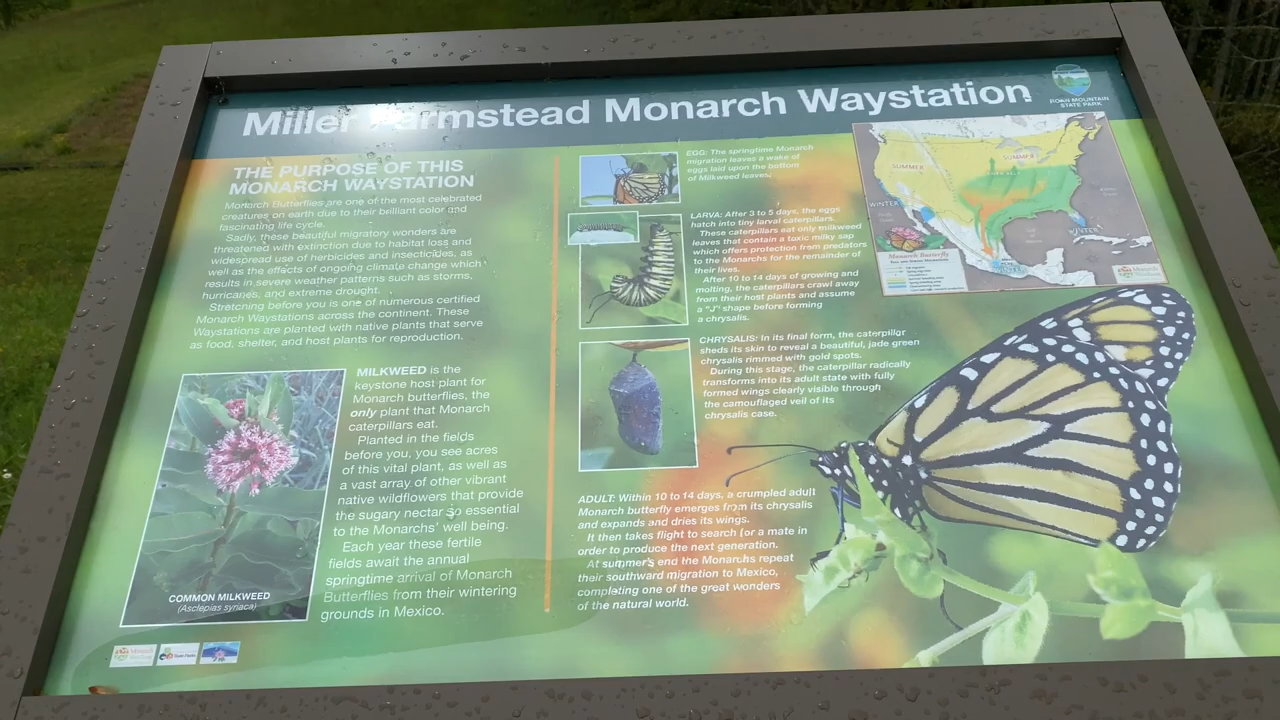 Miller Farmstead Monarch Waystation
ROAN MOUNTAIN
STATE PARK
THE PURPOSE OF THIS
MONARCH WAYSTATION
Monarch Butterflies are one of the most celebrated
creatures on earth due to their brilliant color and
fascinating life cycle.
Sadly, these beautiful migratory wonders are
threatened with extinction due to habitat loss and
widespread use of herbicides and insecticides, as
well as the effects of ongoing climate change which
results in severe weather patterns such as storms,
hurricanes, and extreme drought.
Stretching before you is one of numerous certified
Monarch Waystations across the continent. These
Waystations are planted with native plants that serve
as food, shelter, and host plants for reproduction.
MILKWEED is the
keystone host plant for
Monarch butterflies, the
only plant that Monarch
caterpillars eat.
Planted in the fields
before you, you see acres
of this vital plant, as well as
a vast array of other vibrant
native wildflowers that provide
the sugary nectar so essential
to the Monarchs' well being.
Each year these fertile
fields await the annual
springtime arrival of Monarch
Butterflies from their wintering
grounds in Mexico.
COMMON MILKWEED
(Asclepias syriaca)
EGG: The springtime Monarch
migration leaves a wake of
eggs laid upon the bottom
of Milkweed leaves.
LARVA: After 3 to 5 days, the eggs
hatch into tiny larval caterpillars.
These caterpillars eat only milkweed
leaves that contain a toxic milky sap
which offers protection from predators
to the Monarchs for the remainder of
their lives.
After 10 to 14 days of growing and
molting, the caterpillars crawl away
from their host plants and assume
a "J" shape before forming
a chrysalis.
CHRYSALIS: In its final form, the caterpillar
sheds its skin to reveal a beautiful, jade green
chrysalis rimmed with gold spots.
During this stage, the caterpillar radically
transforms into its adult state with fully
formed wings clearly visible through
the camouflaged veil of its
chrysalis case.
ADULT: Within 10 to 14 days, a crumpled adult
Monarch butterfly emerges from its chrysalis
and expands and dries its wings.
It then takes flight to search for a mate in
order to produce the next generation.
At summer's end the Monarchs repeat
their southward migration to Mexico,
completing one of the great wonders
of the natural world.
SUMMER
SUMMER
WINTER
WINTER
Monarch Butterfly
Monarch
Monarch